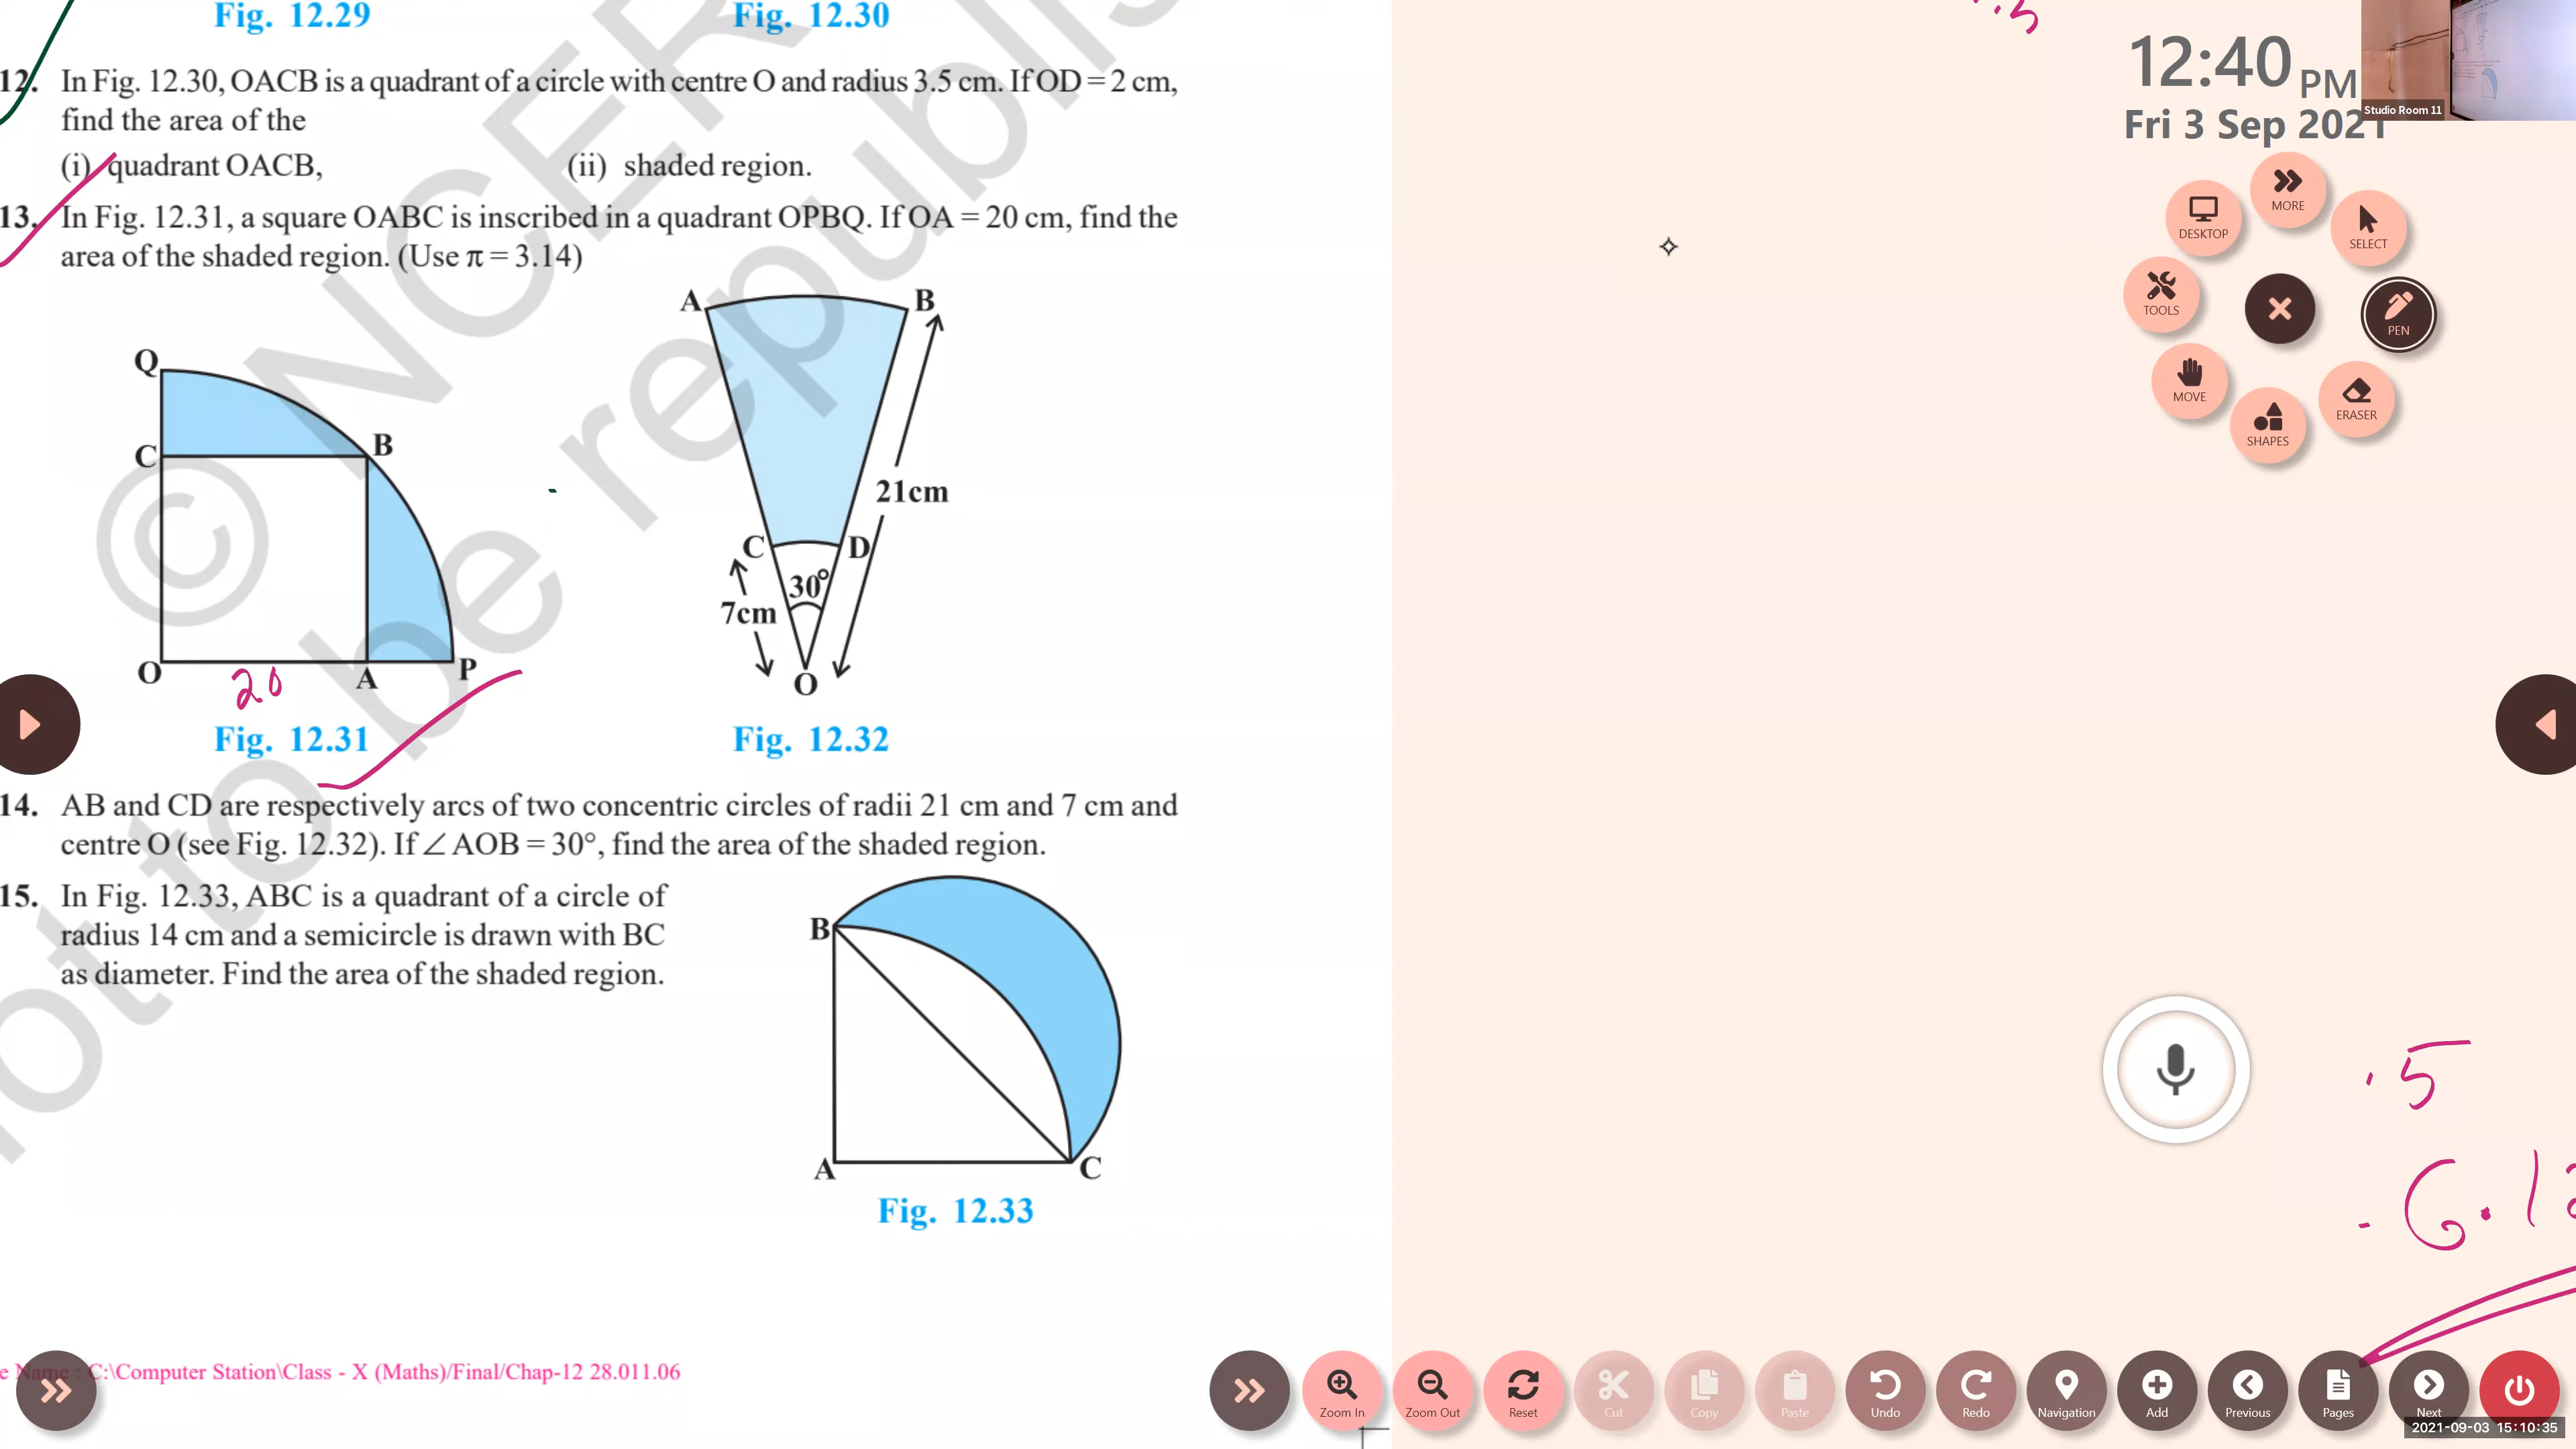 Fig. 12.29
Fig. 12.30
12. In Fig. 12.30, OACB is a quadrant of a circle with centre O and radius 3.5 cm. If OD = 2 cm,
find the area of the
(i) quadrant OACB,
(ii) shaded region.
13. In Fig. 12.31, a square OABC is inscribed in a quadrant OPBQ. If OA = 20 cm, find the
area of the shaded region. (Use π = 3.14)
Q
C
B
O
20
A
P
Fig. 12.31
A
B
21cm
C
D
30°
7cm
O
Fig. 12.32
14. AB and CD are respectively arcs of two concentric circles of radii 21 cm and 7 cm and
centre O (see Fig. 12.32). If ∠ AOB = 30°, find the area of the shaded region.
15. In Fig. 12.33, ABC is a quadrant of a circle of
radius 14 cm and a semicircle is drawn with BC
as diameter. Find the area of the shaded region.
B
A
C
Fig. 12.33
C:\Computer Station\Class - X (Maths)/Final/Chap-12 28.011.06
© NCER
not to be republis
12:40 PM
Fri 3 Sep 2021
Studio Room 11
MORE
DESKTOP
SELECT
TOOLS
PEN
MOVE
ERASER
SHAPES
.5
6.12
Zoom In
Zoom Out
Reset
Cut
Copy
Paste
Undo
Redo
Navigation
Add
Previous
Pages
Next
2021-09-03 15:10:35